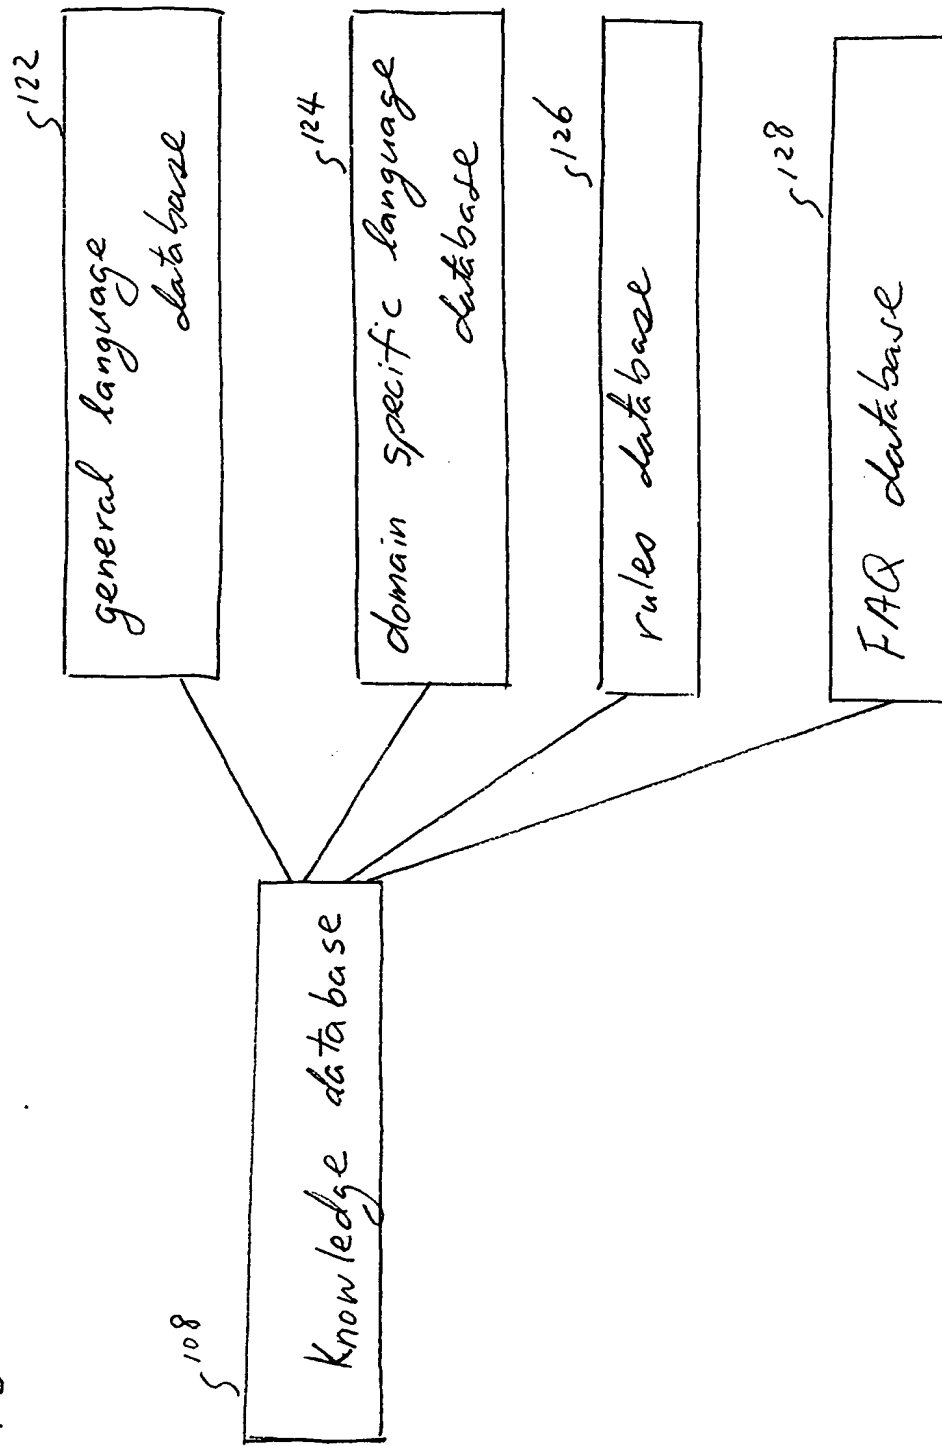 108
Knowledge database
122
general language
database
124
domain specific language
database
126
rules database
128
FAQ database